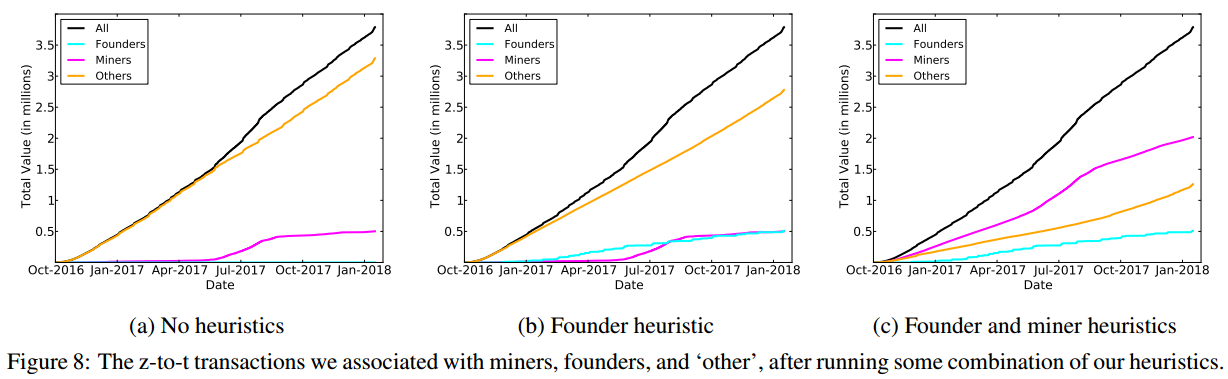 All
Founders
Miners
Others
Total Value (in millions)
3.5
3
2.5
2
1.5
1
0.5
Oct-2016 Jan-2017 Apr-2017 Jul-2017 Oct-2017 Jan-2018
Date
(a) No heuristics
All
Founders
Miners
Others
Total Value (in millions)
3.5
3
2.5
2
1.5
1
0.5
Oct-2016 Jan-2017 Apr-2017 Jul-2017 Oct-2017 Jan-2018
Date
(b) Founder heuristic
All
Founders
Miners
Others
Total Value (in millions)
3.5
3
2.5
2
1.5
1
0.5
Oct-2016 Jan-2017 Apr-2017 Jul-2017 Oct-2017 Jan-2018
Date
(c) Founder and miner heuristics
Figure 8: The z-to-t transactions we associated with miners, founders, and ‘other’, after running some combination of our heuristics.